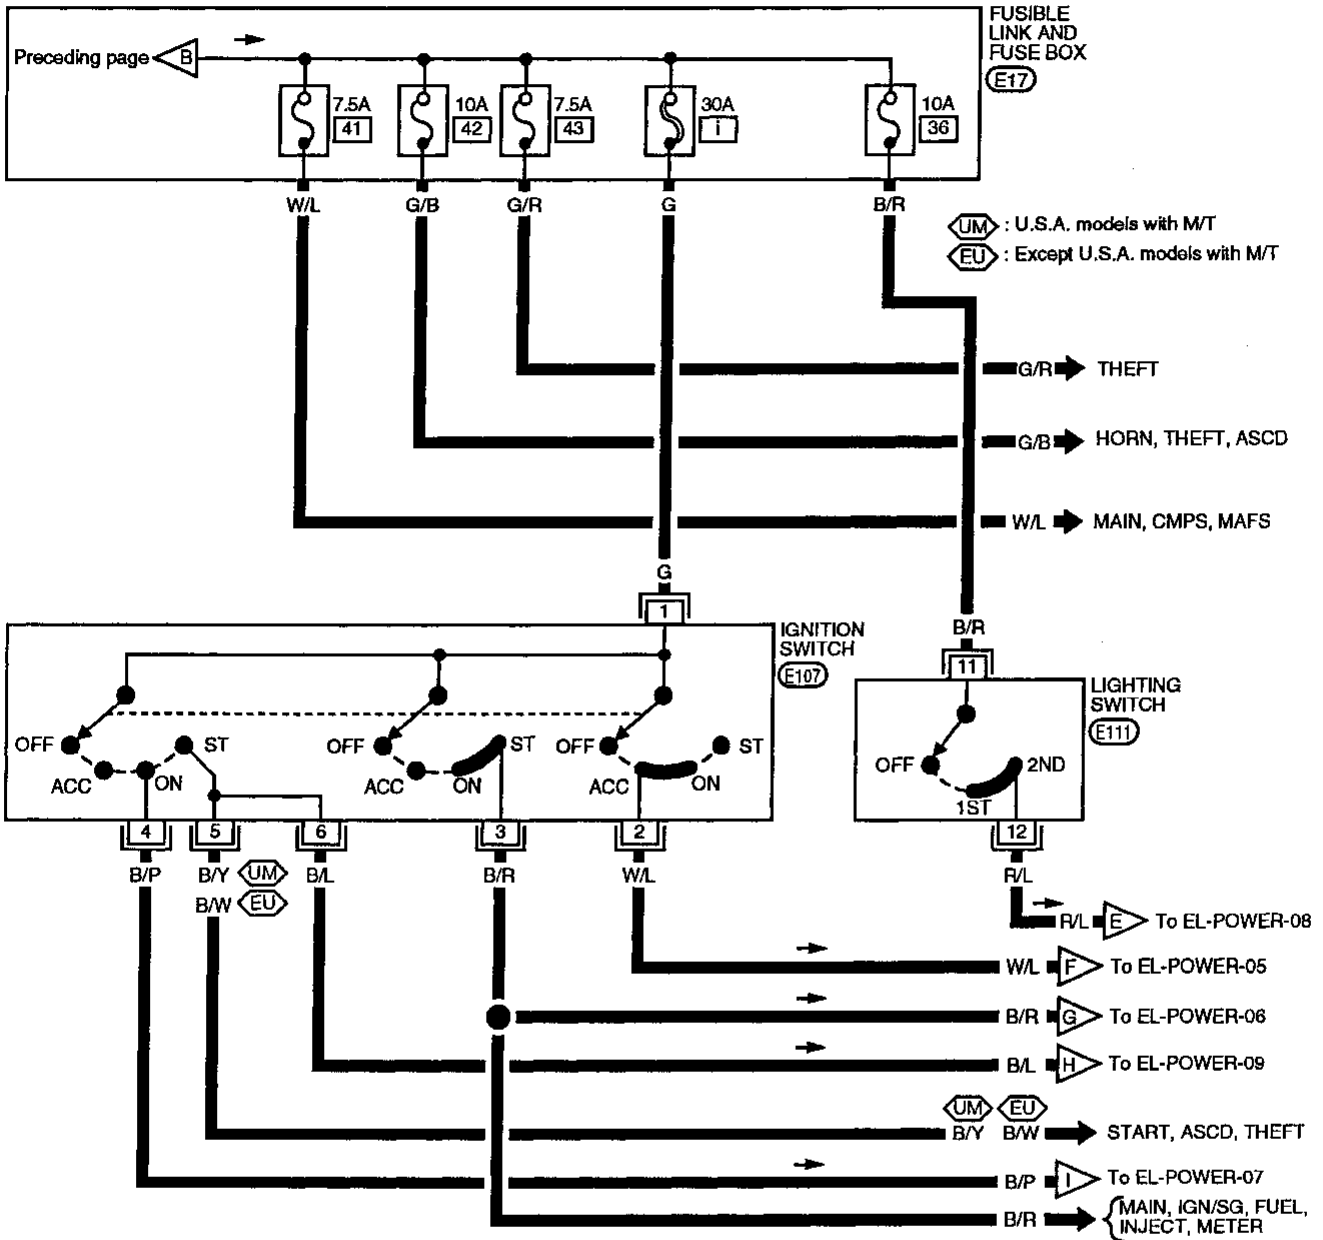 FUSIBLE
LINK AND
FUSE BOX
E17
Preceding page B
7.5A
41
10A
42
7.5A
43
30A
i
10A
36
W/L
G/B
G/R
G
B/R
UM : U.S.A. models with M/T
EU : Except U.S.A. models with M/T
G/R THEFT
G/B HORN, THEFT, ASCD
W/L MAIN, CMPS, MAFS
G
1
B/R
11
IGNITION
SWITCH
E107
LIGHTING
SWITCH
E111
OFF
ACC
ON
ST
OFF
ACC
ON
ST
OFF
ACC
ON
ST
OFF
1ST
2ND
4
5
6
3
2
12
B/P
B/Y UM
B/W EU
B/L
B/R
W/L
R/L
R/L E To EL-POWER-08
W/L F To EL-POWER-05
B/R G To EL-POWER-06
B/L H To EL-POWER-09
UM EU
B/Y B/W START, ASCD, THEFT
B/P I To EL-POWER-07
B/R MAIN, IGN/SG, FUEL,
INJECT, METER